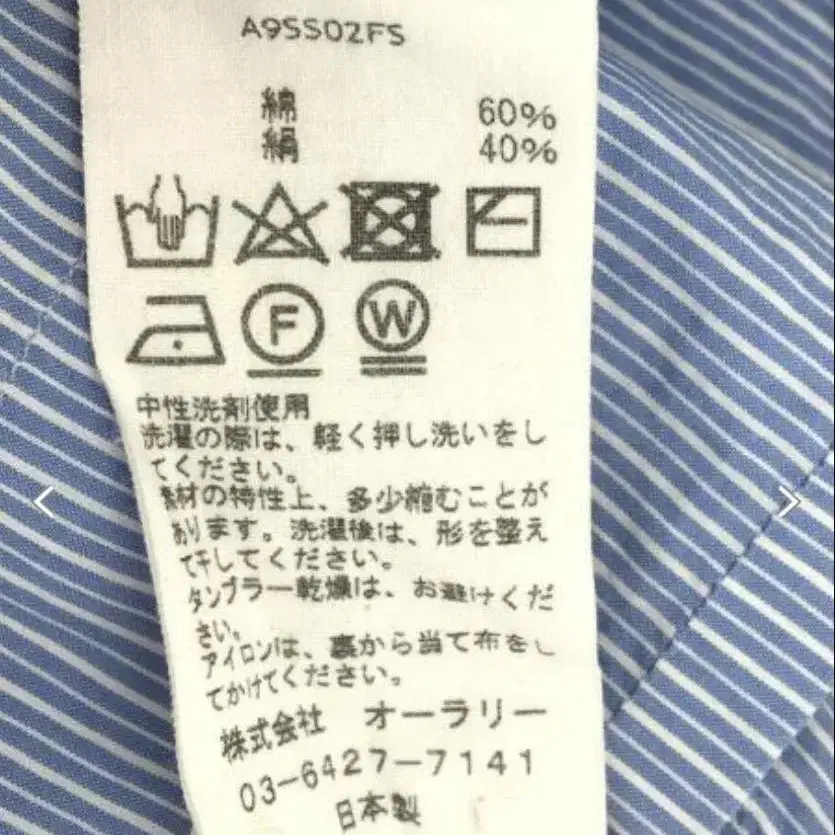 A9SS02FS
綿 60%
絹 40%
F W
中性洗剤使用
洗濯の際は、軽く押し洗いをし
てください。
素材の特性上、多少縮むことが
あります。洗濯後は、形を整え
て干してください。
タンブラー乾燥は、お避けくだ
さい。
アイロンは、裏から当て布をし
てかけてください。
株式会社 オーラリー
03-6427-7141
日本製